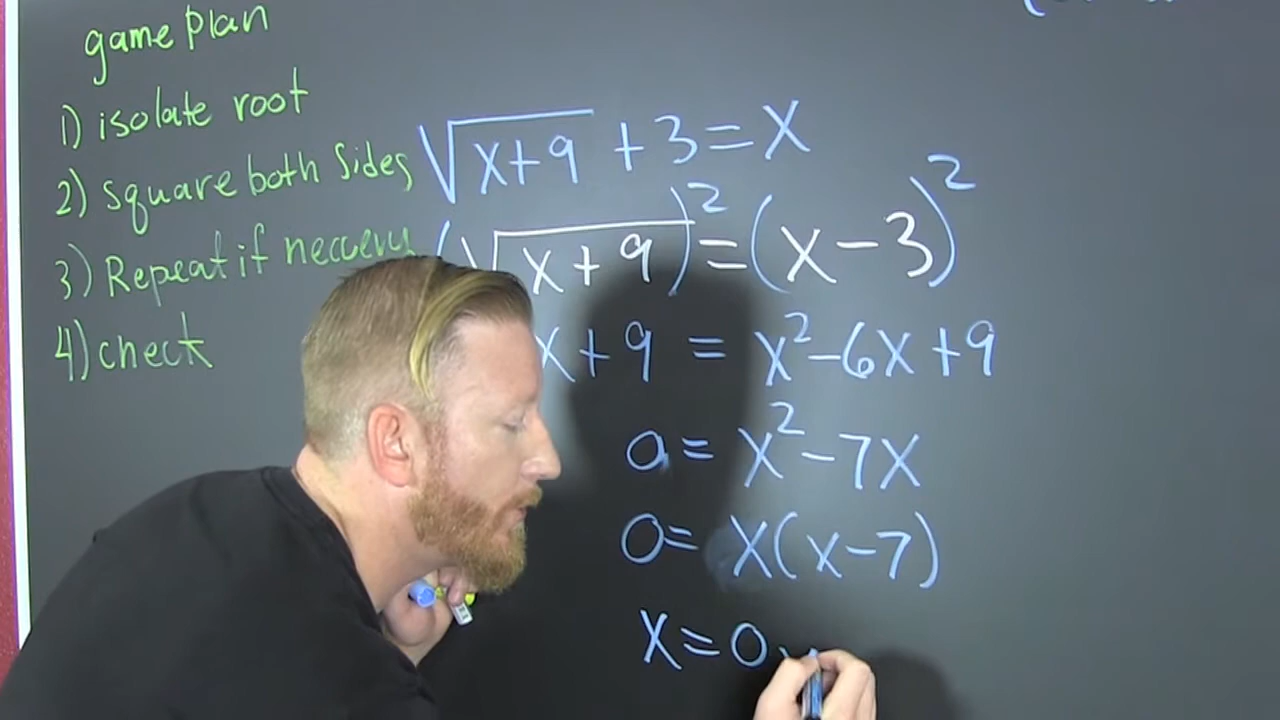 game plan
1) isolate root
2) square both sides
3) Repeat if neccery
4) check
√x+9 + 3 = x
(√x+9)² = (x-3)²
x+9 = x²-6x+9
0 = x²-7x
0 = x(x-7)
x=0